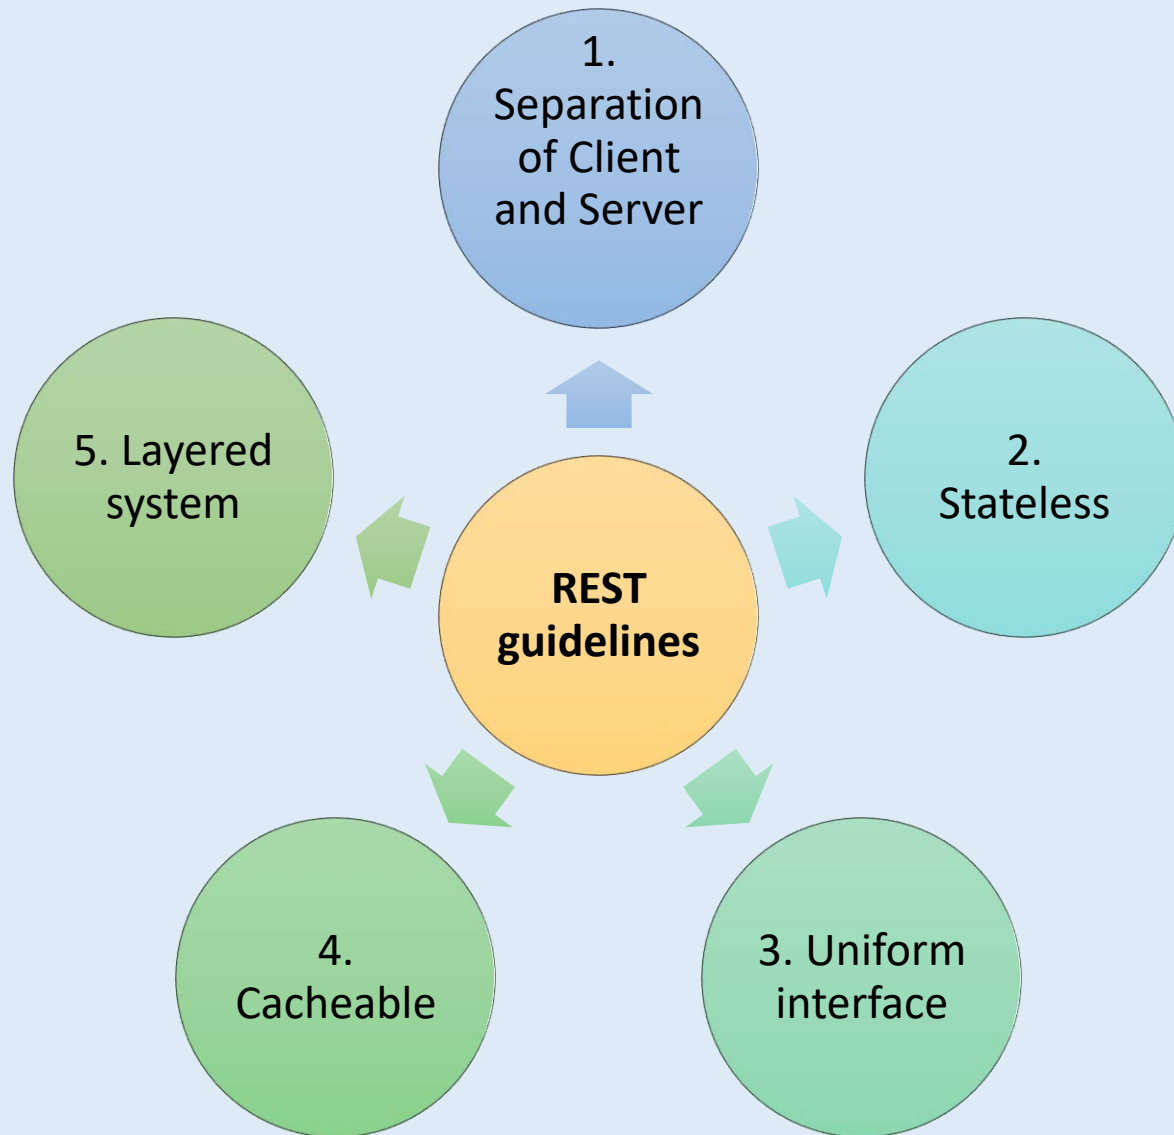 1.
Separation
of Client
and Server
2.
Stateless
3. Uniform
interface
4.
Cacheable
5. Layered
system
REST
guidelines